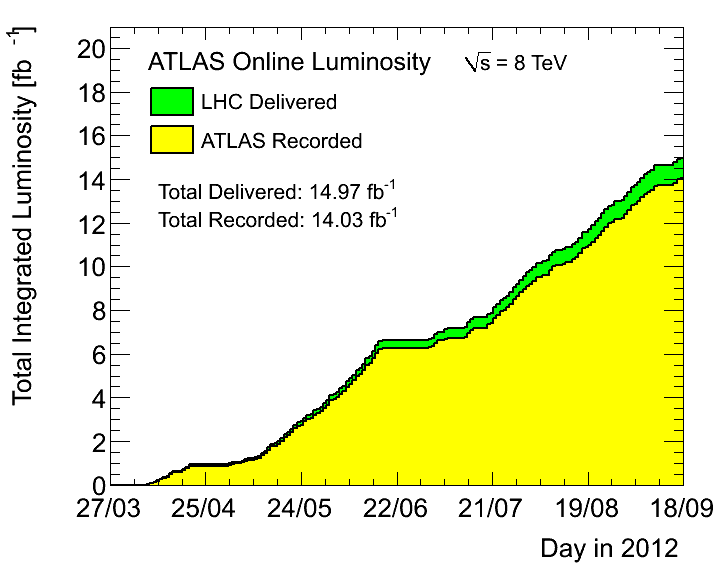 Total Integrated Luminosity [fb ⁻¹]
ATLAS Online Luminosity √s = 8 TeV
LHC Delivered
ATLAS Recorded
Total Delivered: 14.97 fb⁻¹
Total Recorded: 14.03 fb⁻¹
20
18
16
14
12
10
8
6
4
2
0
27/03 25/04 24/05 22/06 21/07 19/08 18/09
Day in 2012